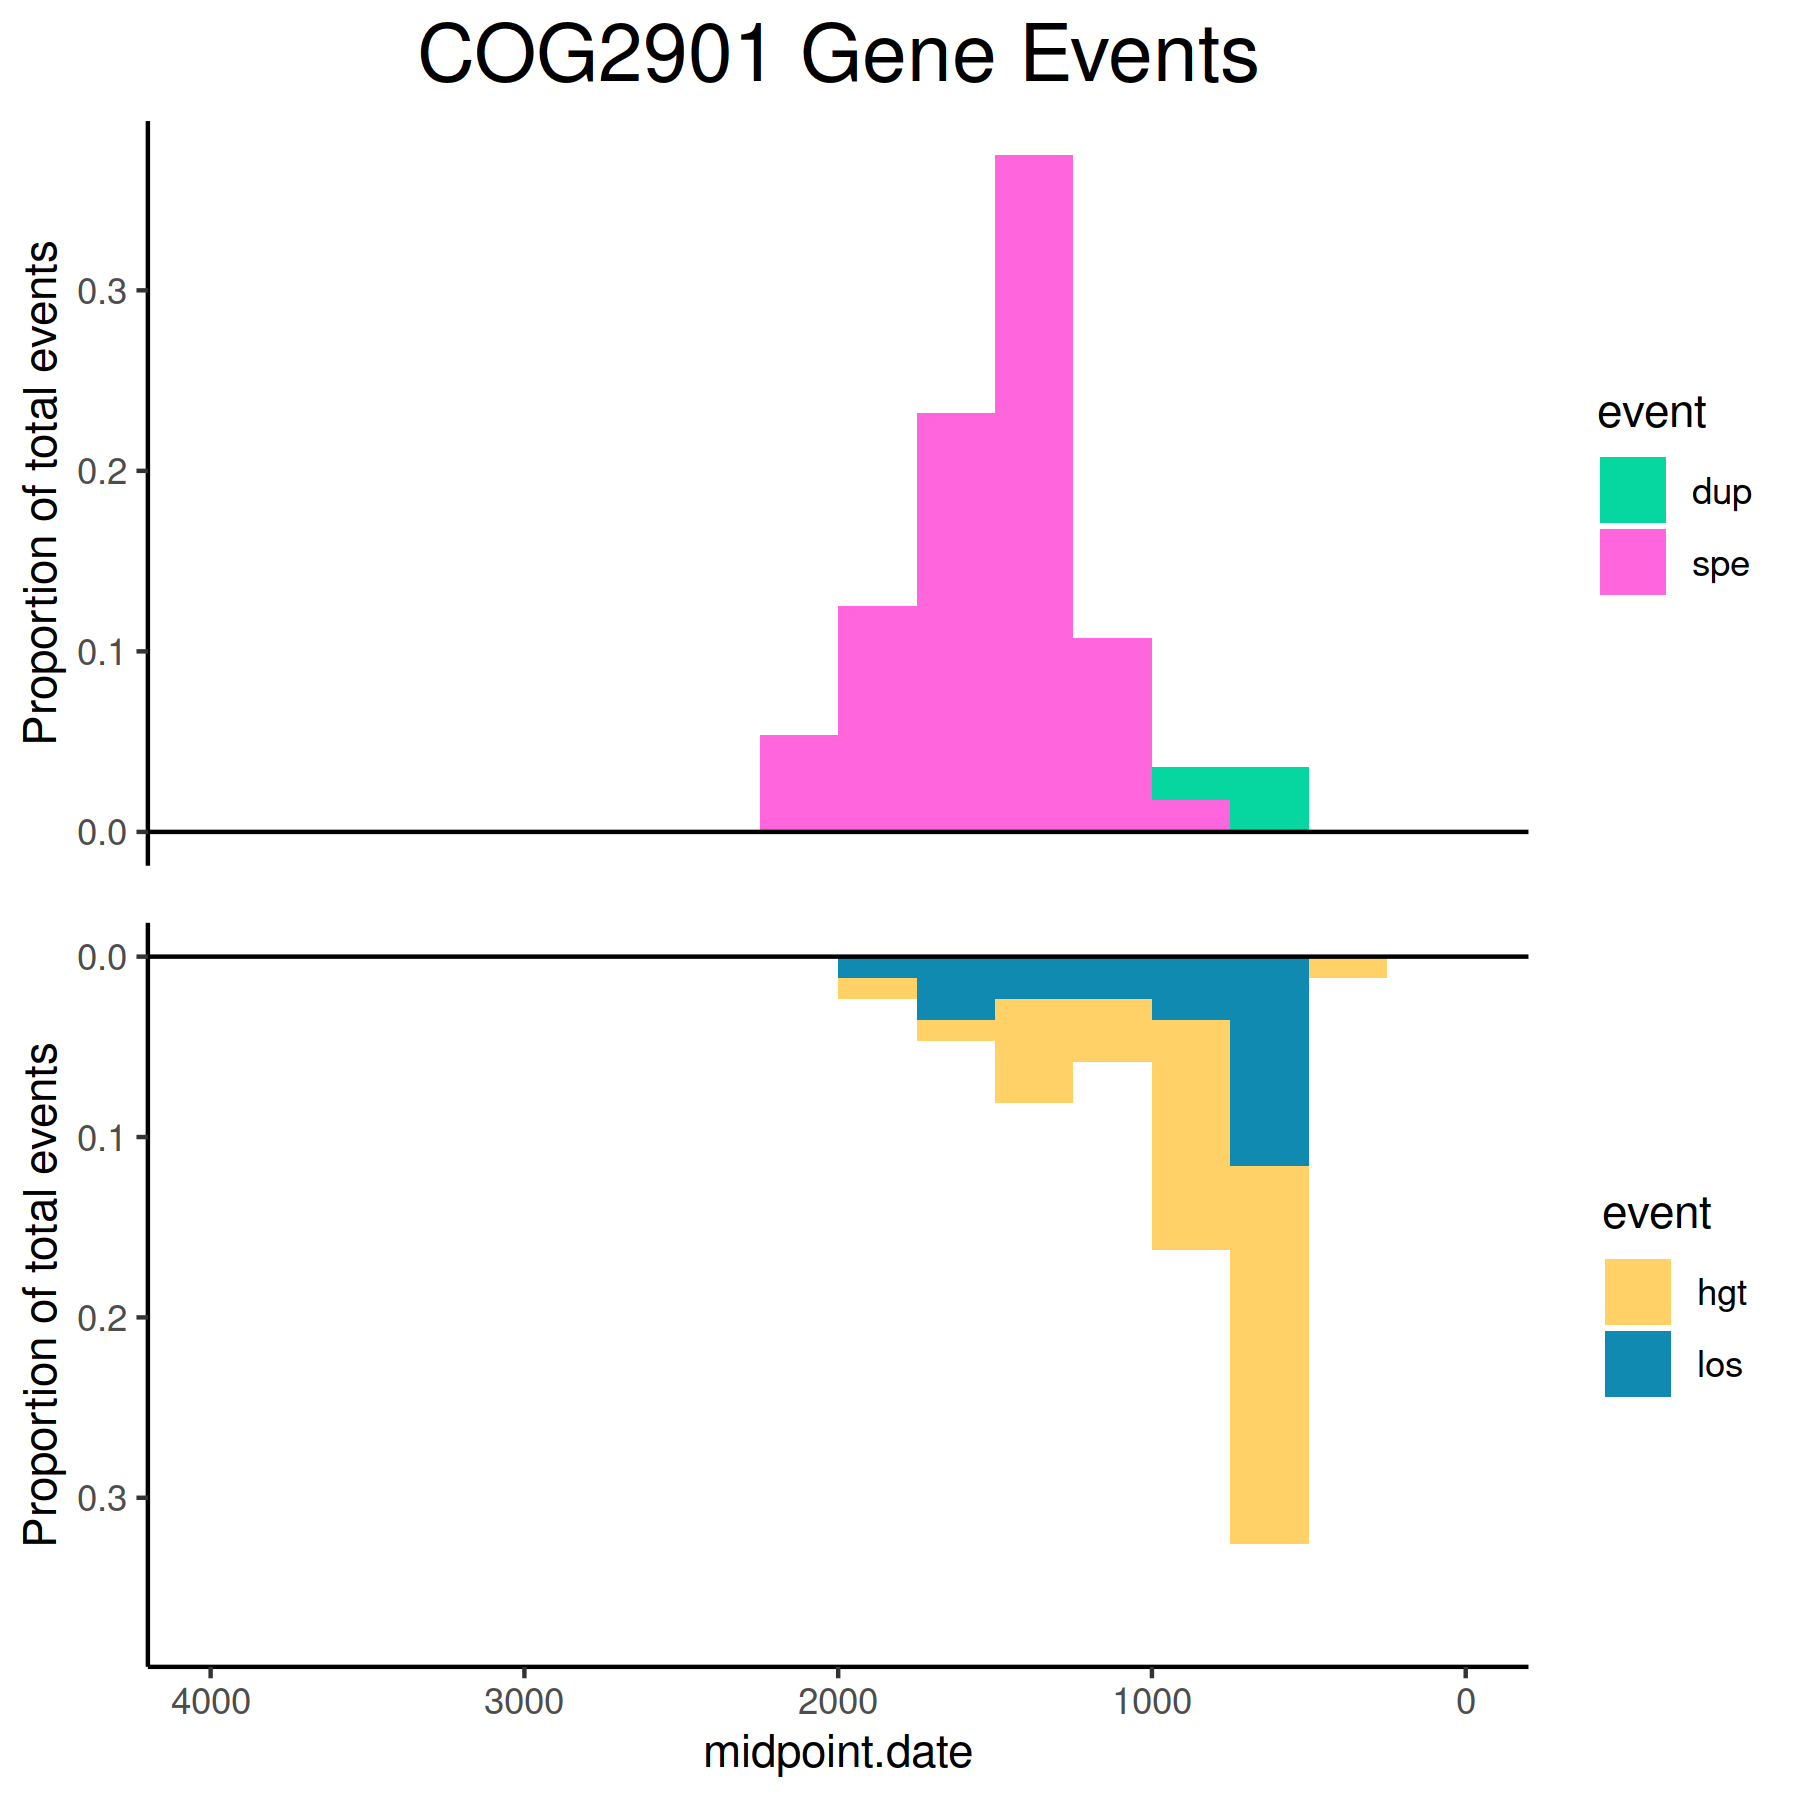 COG2901 Gene Events
Proportion of total events
0.3
0.2
0.1
0.0
event
dup
spe
Proportion of total events
0.0
0.1
0.2
0.3
event
hgt
los
4000 3000 2000 1000 0
midpoint.date